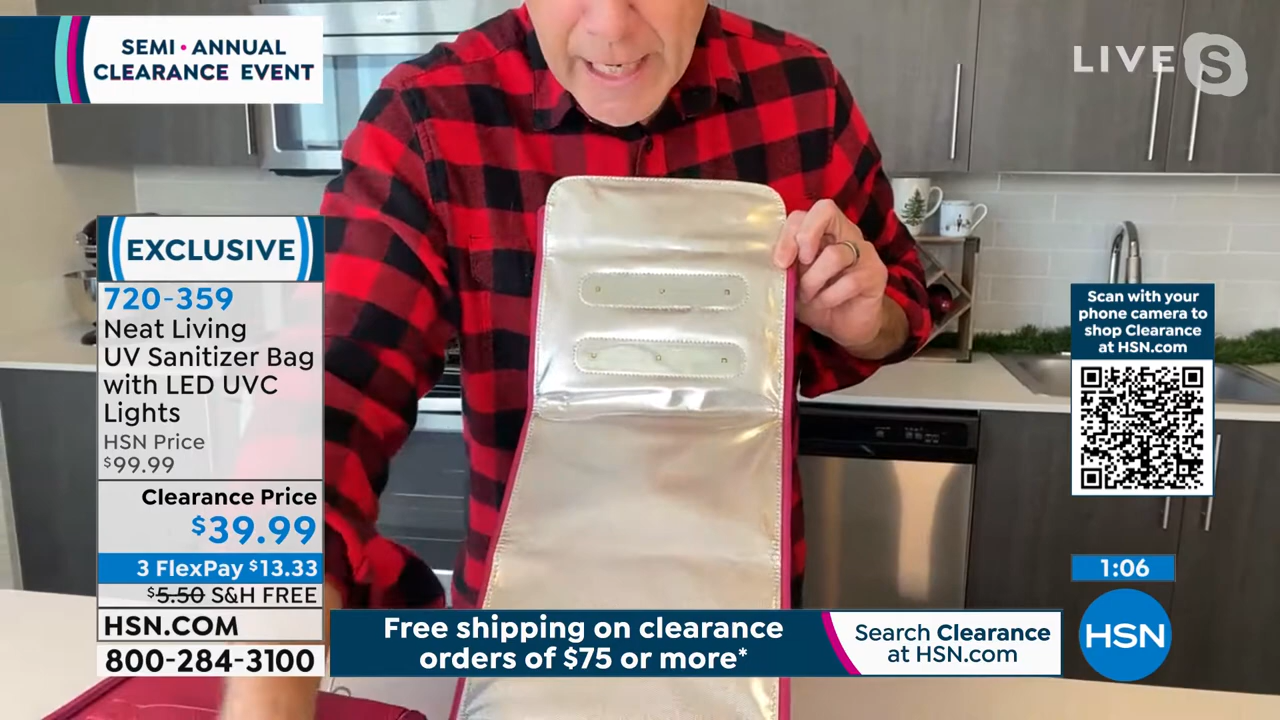 SEMI • ANNUAL
CLEARANCE EVENT
LIVE S
EXCLUSIVE
720-359
Neat Living
UV Sanitizer Bag
with LED UVC
Lights
HSN Price
$99.99
Clearance Price
$39.99
3 FlexPay $13.33
$5.50 S&H FREE
HSN.COM
800-284-3100
Scan with your
phone camera to
shop Clearance
at HSN.com
1:06
HSN
Free shipping on clearance
orders of $75 or more*
Search Clearance
at HSN.com